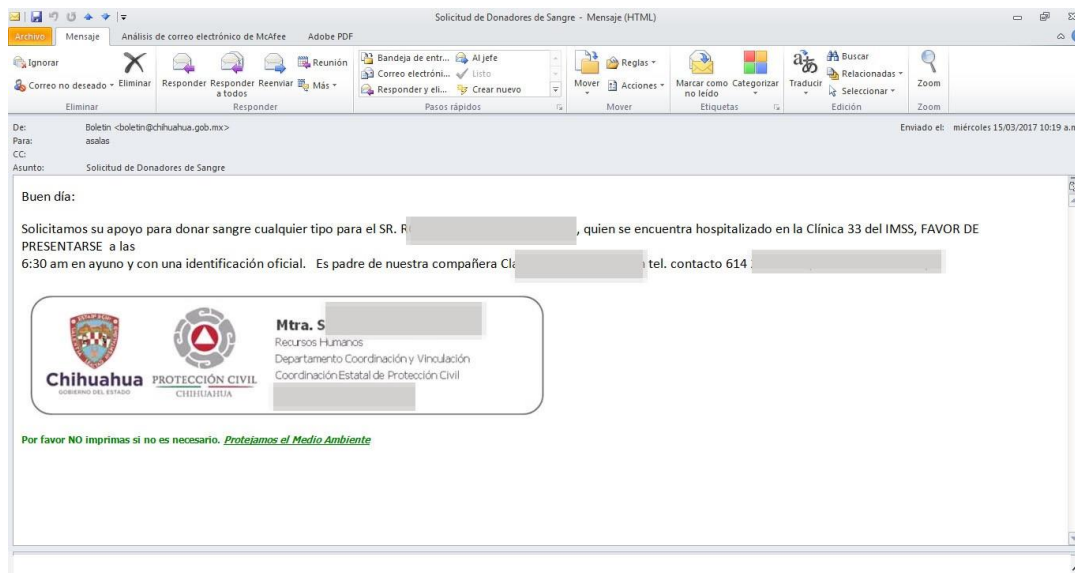 Solicitud de Donadores de Sangre - Mensaje (HTML)
Archivo Mensaje Análisis de correo electrónico de McAfee Adobe PDF
Ignorar
Correo no deseado
Eliminar
Responder
Responder a todos
Reenviar
Reunión
Más
Bandeja de entr...
Correo electróni...
Responder y eli...
Al jefe
Listo
Crear nuevo
Mover
Reglas
Acciones
Marcar como no leído
Categorizar
Traducir
Buscar
Relacionadas
Seleccionar
Zoom
Eliminar Responder Pasos rápidos Mover Etiquetas Edición Zoom
De: Boletin <boletin@chihuahua.gob.mx> Enviado el: miércoles 15/03/2017 10:19 a.m
Para: asalas
CC:
Asunto: Solicitud de Donadores de Sangre
Buen día:
Solicitamos su apoyo para donar sangre cualquier tipo para el SR. , quien se encuentra hospitalizado en la Clínica 33 del IMSS, FAVOR DE
PRESENTARSE a las
6:30 am en ayuno y con una identificación oficial. Es padre de nuestra compañera tel. contacto 614
Chihuahua
GOBIERNO DEL ESTADO
PROTECCIÓN CIVIL
CHIHUAHUA
Mtra. S
Recursos Humanos
Departamento Coordinación y Vinculación
Coordinación Estatal de Protección Civil
Por favor NO imprimas si no es necesario. Protejamos el Medio Ambiente